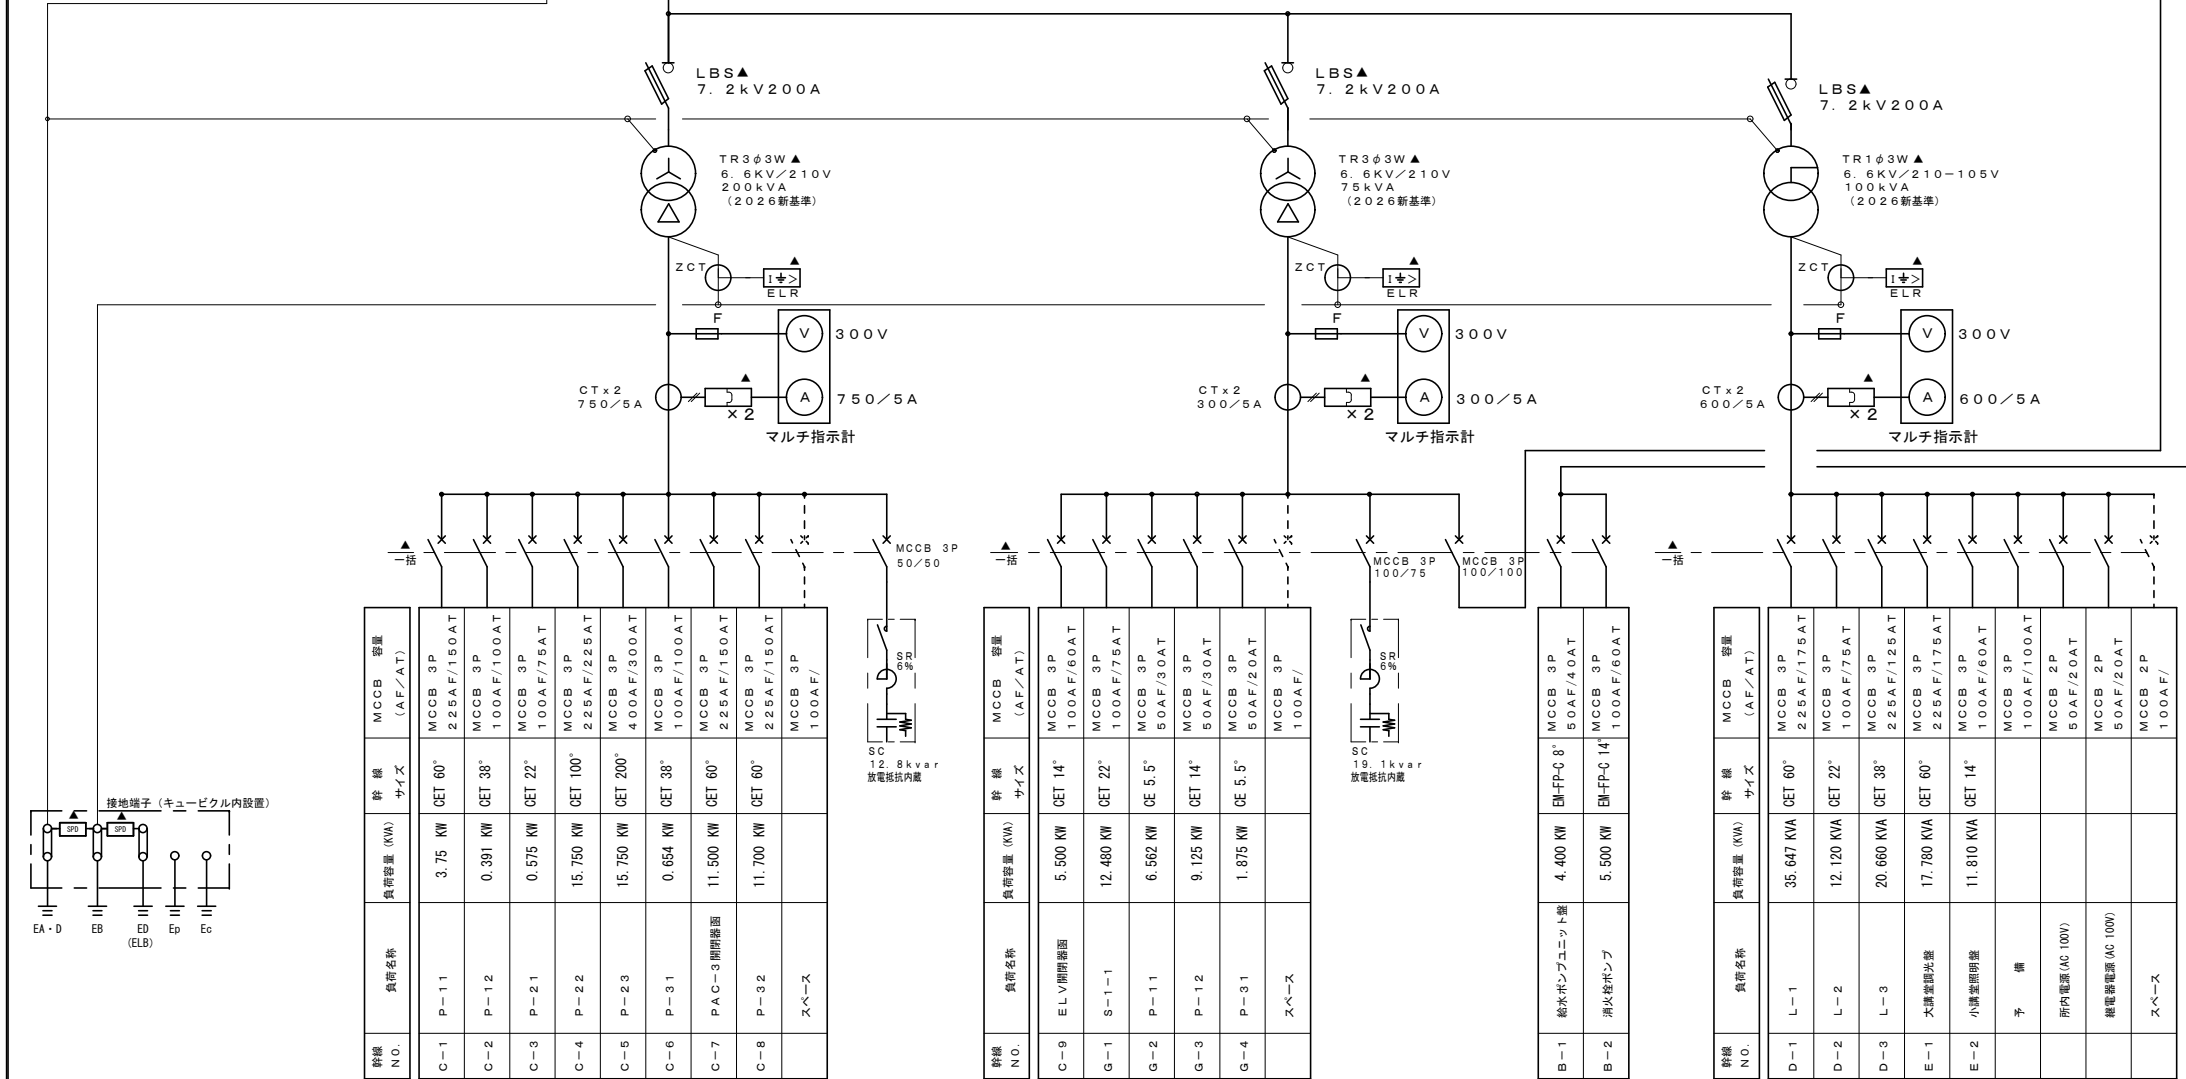 LBS▲
7.2kV200A
LBS▲
7.2kV200A
LBS▲
7.2kV200A
TR3φ3W▲
6.6KV/210V
200kVA
(2026新基準)
TR3φ3W▲
6.6KV/210V
75kVA
(2026新基準)
TR1φ3W▲
6.6KV/210-105V
100kVA
(2026新基準)
ZCT
▲
I>
ELR
ZCT
▲
I>
ELR
ZCT
▲
I>
ELR
F
V
300V
F
V
300V
F
V
300V
CTx2
750/5A
▲
×2
A
750/5A
マルチ指示計
CTx2
300/5A
▲
×2
A
300/5A
マルチ指示計
CTx2
600/5A
▲
×2
A
600/5A
マルチ指示計
▲
一括
MCCB 3P
50/50
▲
一括
MCCB 3P
100/75
MCCB 3P
100/100
▲
一括
SR
6%
SC
12.8kvar
放電抵抗内蔵
SR
6%
SC
19.1kvar
放電抵抗内蔵
接地端子(キュービクル内設置)
▲
SPD
▲
SPD
EA・D
EB
ED
(ELB)
Ep
Ec
MCCB 容量
(AF/AT)
幹線
サイズ
負荷容量(KVA)
負荷名称
幹線
NO.
MCCB 3P
225AF/150AT
CET 60°
3.75 KW
P-11
C-1
MCCB 3P
100AF/100AT
CET 38°
0.391 KW
P-12
C-2
MCCB 3P
100AF/75AT
CET 22°
0.575 KW
P-21
C-3
MCCB 3P
225AF/225AT
CET 100°
15.750 KW
P-22
C-4
MCCB 3P
400AF/300AT
CET 200°
15.750 KW
P-23
C-5
MCCB 3P
100AF/100AT
CET 38°
0.654 KW
P-31
C-6
MCCB 3P
225AF/150AT
CET 60°
11.500 KW
PAC-3開閉器函
C-7
MCCB 3P
225AF/150AT
CET 60°
11.700 KW
P-32
C-8
MCCB 3P
100AF/
スペース
MCCB 容量
(AF/AT)
幹線
サイズ
負荷容量(KVA)
負荷名称
幹線
NO.
MCCB 3P
100AF/60AT
CET 14°
5.500 KW
ELV開閉器函
C-9
MCCB 3P
100AF/75AT
CET 22°
12.480 KW
S-1-1
G-1
MCCB 3P
50AF/30AT
CE 5.5°
6.562 KW
P-11
G-2
MCCB 3P
50AF/30AT
CET 14°
9.125 KW
P-12
G-3
MCCB 3P
50AF/20AT
CE 5.5°
1.875 KW
P-31
G-4
MCCB 3P
100AF/
スペース
MCCB 3P
50AF/40AT
EM-FP-C 8°
4.400 KW
給水ポンプユニット盤
B-1
MCCB 3P
100AF/60AT
EM-FP-C 14°
5.500 KW
消火栓ポンプ
B-2
MCCB 容量
(AF/AT)
幹線
サイズ
負荷容量(KVA)
負荷名称
幹線
NO.
MCCB 3P
225AF/175AT
CET 60°
35.647 KVA
L-1
D-1
MCCB 3P
100AF/75AT
CET 22°
12.120 KVA
L-2
D-2
MCCB 3P
225AF/125AT
CET 38°
20.660 KVA
L-3
D-3
MCCB 3P
225AF/175AT
CET 60°
17.780 KVA
大講堂調光盤
E-1
MCCB 3P
100AF/60AT
CET 14°
11.810 KVA
小講堂照明盤
E-2
MCCB 3P
100AF/100AT
予 備
MCCB 2P
50AF/20AT
所内電源(AC 100V)
MCCB 2P
50AF/20AT
継電器電源(AC 100V)
MCCB 2P
100AF/
スペース